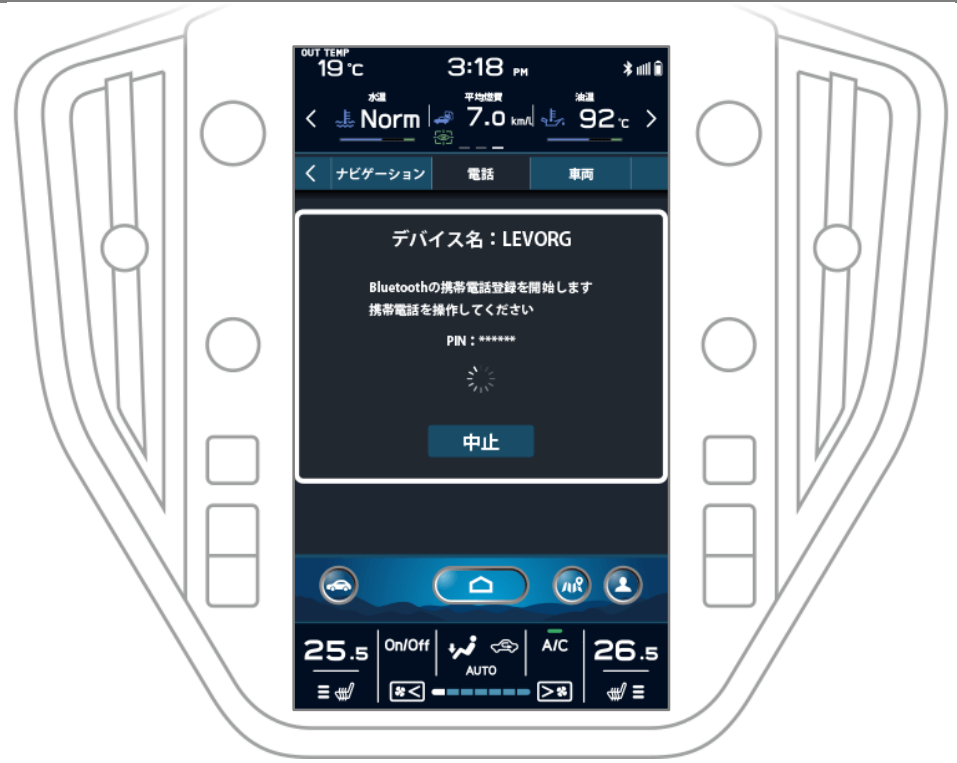 OUT TEMP
19℃ 3:18 PM
水温 平均燃費 油温
Norm 7.0 km/L 92℃
ナビゲーション 電話 車両
デバイス名：LEVORG
Bluetoothの携帯電話登録を開始します
携帯電話を操作してください
PIN：******
中止
25.5 On/Off AUTO A/C 26.5